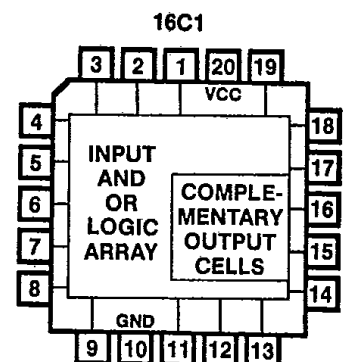 16C1
3 2 1 20 19
VCC
4
18
5
17
6
16
7
15
8
14
INPUT
AND
OR
LOGIC
ARRAY
COMPLE-
MENTARY
OUTPUT
CELLS
GND
9 10 11 12 13